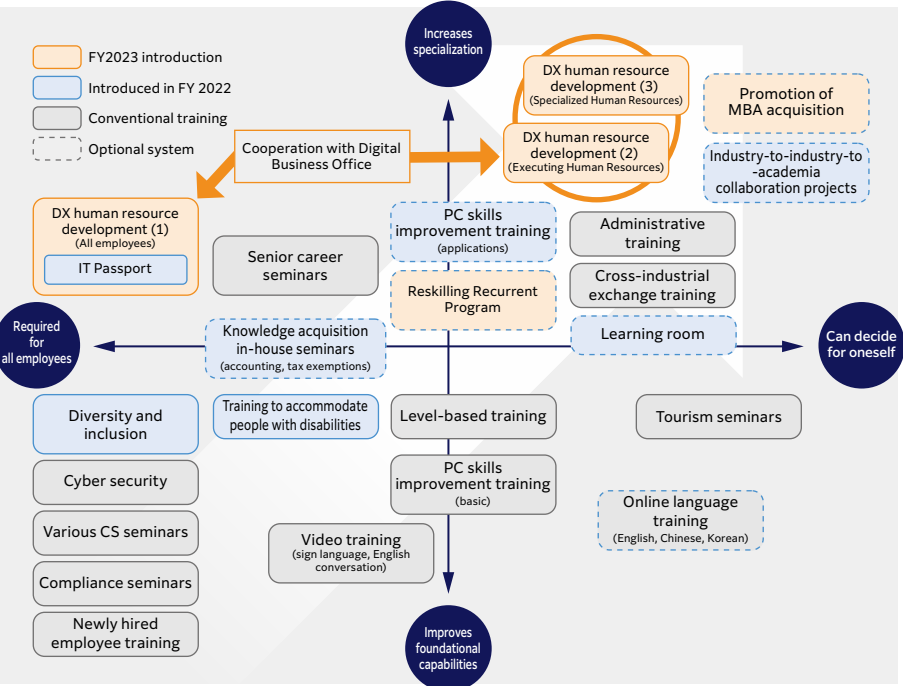 Increases
specialization
FY2023 introduction
Introduced in FY 2022
Conventional training
Optional system
DX human resource
development (3)
(Specialized Human Resources)
DX human resource
development (2)
(Executing Human Resources)
Promotion of
MBA acquisition
Cooperation with Digital
Business Office
Industry-to-industry-to
-academia
collaboration projects
DX human resource
development (1)
(All employees)
IT Passport
Senior career
seminars
PC skills
improvement training
(applications)
Administrative
training
Reskilling Recurrent
Program
Cross-industrial
exchange training
Required
for
all employees
Knowledge acquisition
in-house seminars
(accounting, tax exemptions)
Learning room
Can decide
for oneself
Diversity and
inclusion
Training to accommodate
people with disabilities
Level-based training
Tourism seminars
Cyber security
PC skills
improvement training
(basic)
Various CS seminars
Video training
(sign language, English
conversation)
Online language
training
(English, Chinese, Korean)
Compliance seminars
Newly hired
employee training
Improves
foundational
capabilities